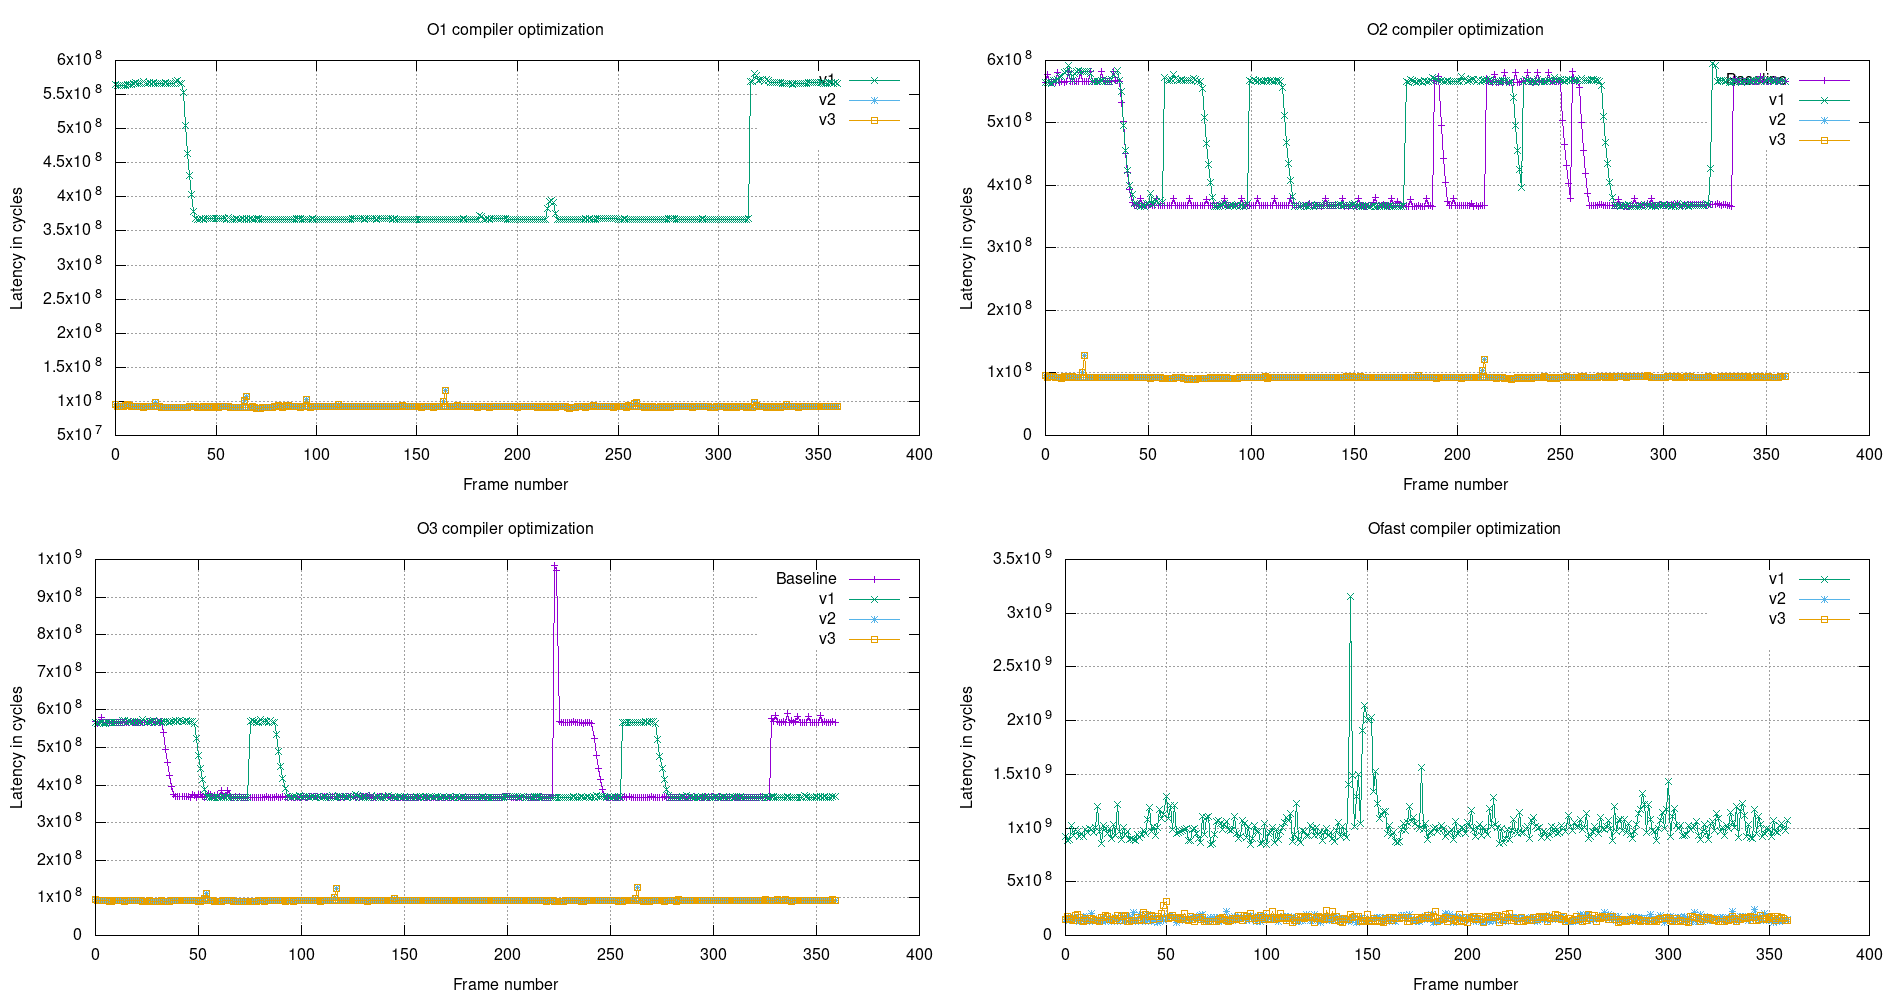 O1 compiler optimization
6x10^8
5.5x10^8
5x10^8
4.5x10^8
4x10^8
3.5x10^8
3x10^8
2.5x10^8
2x10^8
1.5x10^8
1x10^8
5x10^7
0 50 100 150 200 250 300 350 400
Latency in cycles
Frame number
v1
v2
v3
O2 compiler optimization
6x10^8
5x10^8
4x10^8
3x10^8
2x10^8
1x10^8
0
0 50 100 150 200 250 300 350 400
Latency in cycles
Frame number
Baseline
v1
v2
v3
O3 compiler optimization
1x10^9
9x10^8
8x10^8
7x10^8
6x10^8
5x10^8
4x10^8
3x10^8
2x10^8
1x10^8
0
0 50 100 150 200 250 300 350 400
Latency in cycles
Frame number
Baseline
v1
v2
v3
Ofast compiler optimization
3.5x10^9
3x10^9
2.5x10^9
2x10^9
1.5x10^9
1x10^9
5x10^8
0
0 50 100 150 200 250 300 350 400
Latency in cycles
Frame number
v1
v2
v3